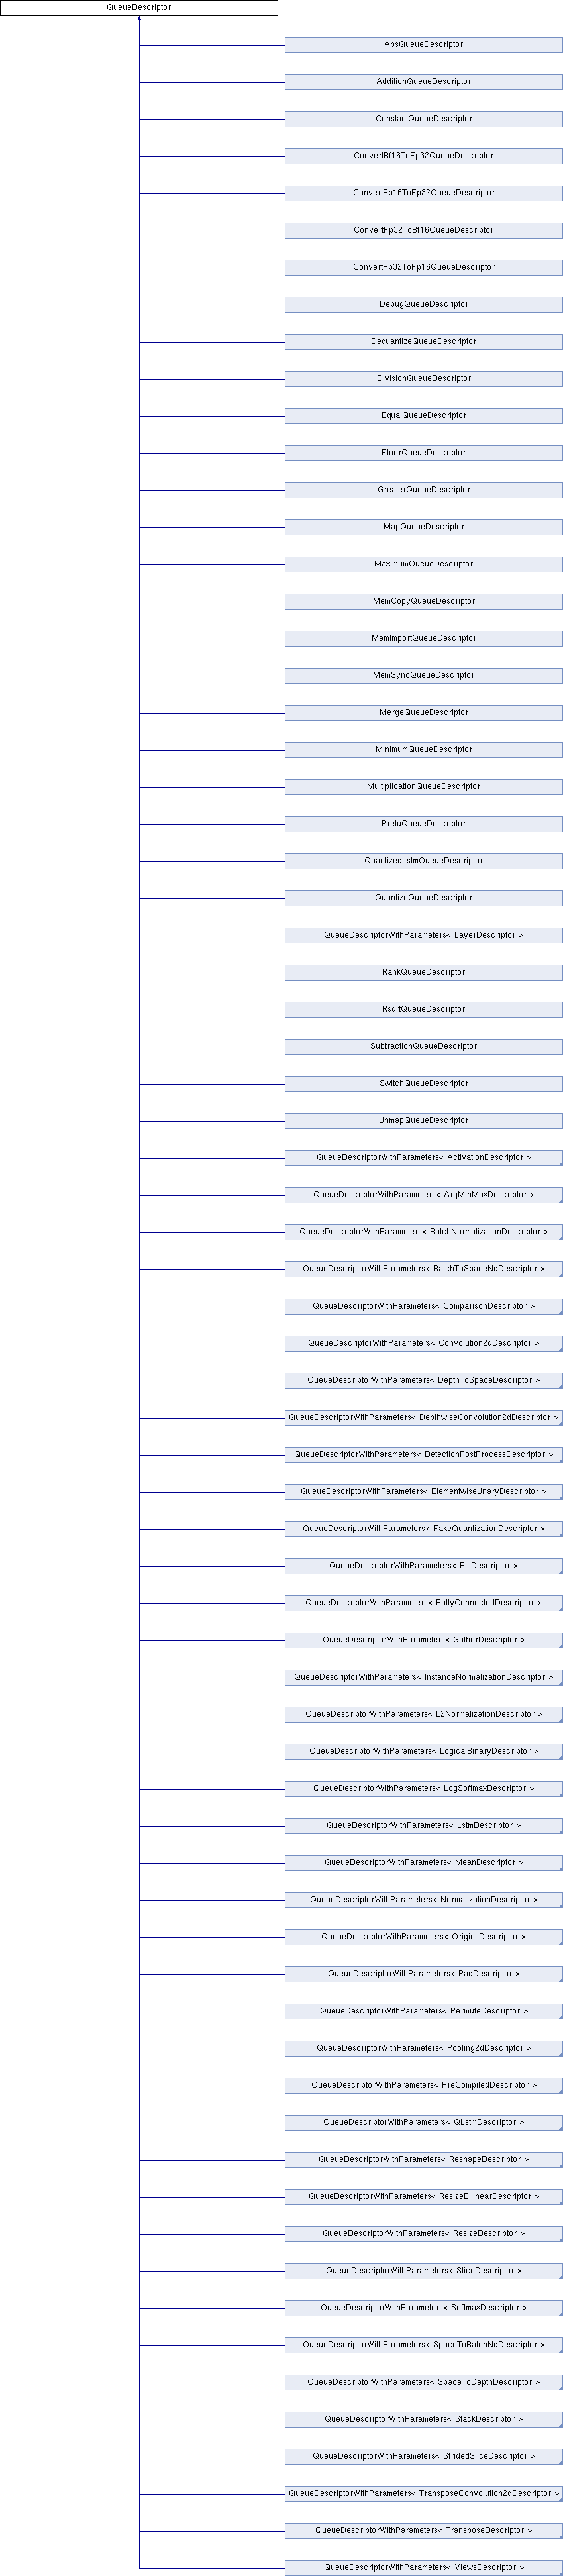 QueueDescriptor
AbsQueueDescriptor
AdditionQueueDescriptor
ConstantQueueDescriptor
ConvertBf16ToFp32QueueDescriptor
ConvertFp16ToFp32QueueDescriptor
ConvertFp32ToBf16QueueDescriptor
ConvertFp32ToFp16QueueDescriptor
DebugQueueDescriptor
DequantizeQueueDescriptor
DivisionQueueDescriptor
EqualQueueDescriptor
FloorQueueDescriptor
GreaterQueueDescriptor
MapQueueDescriptor
MaximumQueueDescriptor
MemCopyQueueDescriptor
MemImportQueueDescriptor
MemSyncQueueDescriptor
MergeQueueDescriptor
MinimumQueueDescriptor
MultiplicationQueueDescriptor
PreluQueueDescriptor
QuantizedLstmQueueDescriptor
QuantizeQueueDescriptor
QueueDescriptorWithParameters< LayerDescriptor >
RankQueueDescriptor
RsqrtQueueDescriptor
SubtractionQueueDescriptor
SwitchQueueDescriptor
UnmapQueueDescriptor
QueueDescriptorWithParameters< ActivationDescriptor >
QueueDescriptorWithParameters< ArgMinMaxDescriptor >
QueueDescriptorWithParameters< BatchNormalizationDescriptor >
QueueDescriptorWithParameters< BatchToSpaceNdDescriptor >
QueueDescriptorWithParameters< ComparisonDescriptor >
QueueDescriptorWithParameters< Convolution2dDescriptor >
QueueDescriptorWithParameters< DepthToSpaceDescriptor >
QueueDescriptorWithParameters< DepthwiseConvolution2dDescriptor >
QueueDescriptorWithParameters< DetectionPostProcessDescriptor >
QueueDescriptorWithParameters< ElementwiseUnaryDescriptor >
QueueDescriptorWithParameters< FakeQuantizationDescriptor >
QueueDescriptorWithParameters< FillDescriptor >
QueueDescriptorWithParameters< FullyConnectedDescriptor >
QueueDescriptorWithParameters< GatherDescriptor >
QueueDescriptorWithParameters< InstanceNormalizationDescriptor >
QueueDescriptorWithParameters< L2NormalizationDescriptor >
QueueDescriptorWithParameters< LogicalBinaryDescriptor >
QueueDescriptorWithParameters< LogSoftmaxDescriptor >
QueueDescriptorWithParameters< LstmDescriptor >
QueueDescriptorWithParameters< MeanDescriptor >
QueueDescriptorWithParameters< NormalizationDescriptor >
QueueDescriptorWithParameters< OriginsDescriptor >
QueueDescriptorWithParameters< PadDescriptor >
QueueDescriptorWithParameters< PermuteDescriptor >
QueueDescriptorWithParameters< Pooling2dDescriptor >
QueueDescriptorWithParameters< PreCompiledDescriptor >
QueueDescriptorWithParameters< QLstmDescriptor >
QueueDescriptorWithParameters< ReshapeDescriptor >
QueueDescriptorWithParameters< ResizeBilinearDescriptor >
QueueDescriptorWithParameters< ResizeDescriptor >
QueueDescriptorWithParameters< SliceDescriptor >
QueueDescriptorWithParameters< SoftmaxDescriptor >
QueueDescriptorWithParameters< SpaceToBatchNdDescriptor >
QueueDescriptorWithParameters< SpaceToDepthDescriptor >
QueueDescriptorWithParameters< StackDescriptor >
QueueDescriptorWithParameters< StridedSliceDescriptor >
QueueDescriptorWithParameters< TransposeConvolution2dDescriptor >
QueueDescriptorWithParameters< TransposeDescriptor >
QueueDescriptorWithParameters< ViewsDescriptor >